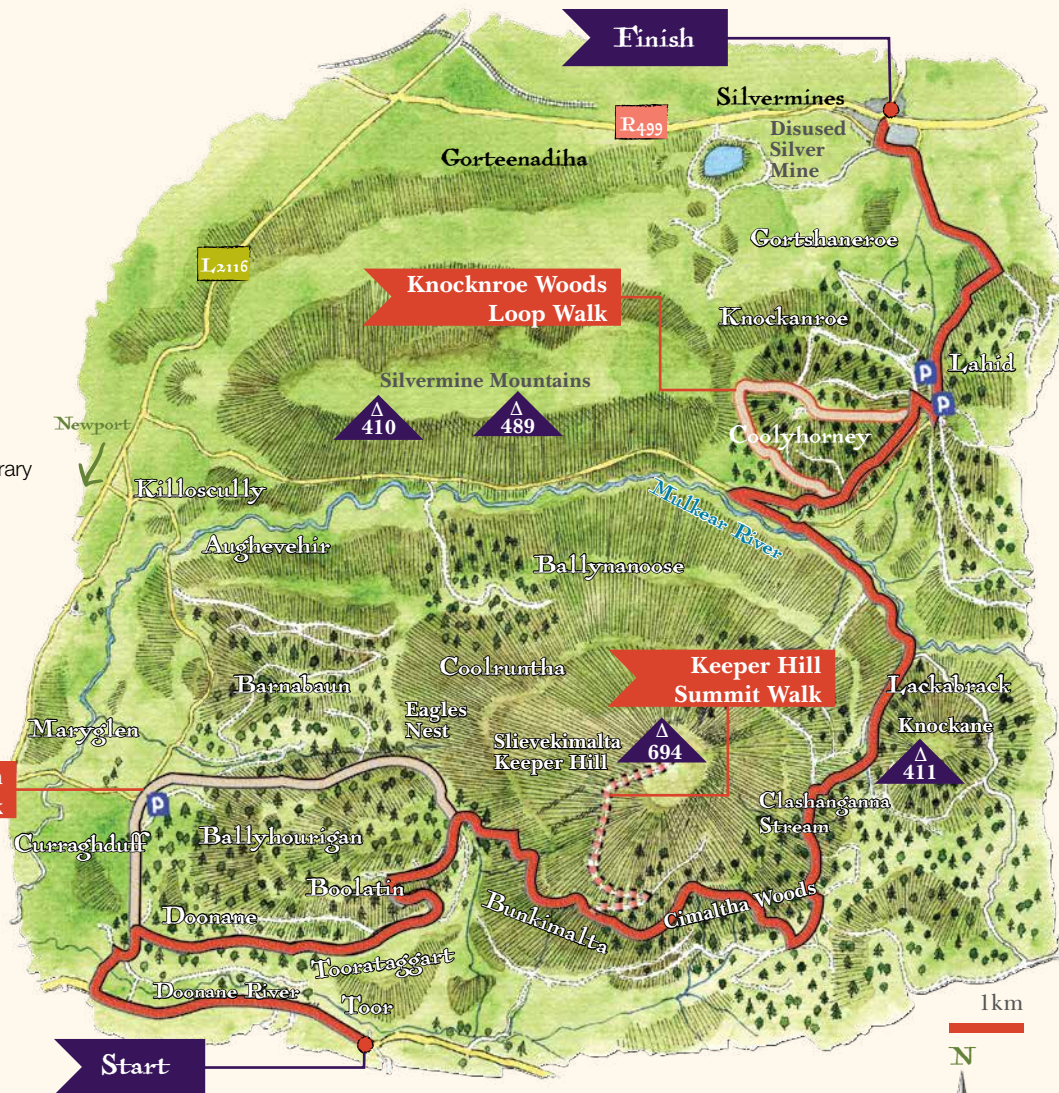 Finish
Silvermines
R499
Disused
Silver
Mine
Gorteenadiha
Gortshaneroe
L2116
Knocknroe Woods
Loop Walk
Knockanroe
Lahid
P
P
Silvermine Mountains
Δ
410
Δ
489
Newport
Coolyhorney
rary
Killoscully
Mulkear River
Aughevehir
Ballynanoose
Coolruntha
Keeper Hill
Summit Walk
Barnabaun
Eagles
Nest
Lackabrack
Maryglen
Slievekimalta
Keeper Hill
Δ
694
Knockane
Δ
411
P
Clashanganna
Stream
Curraghduff
Ballyhourigan
Boolatin
Bunkimalta
Cimaltha Woods
Doonane
Toorataggart
Doonane River
Toor
1km
N
Start